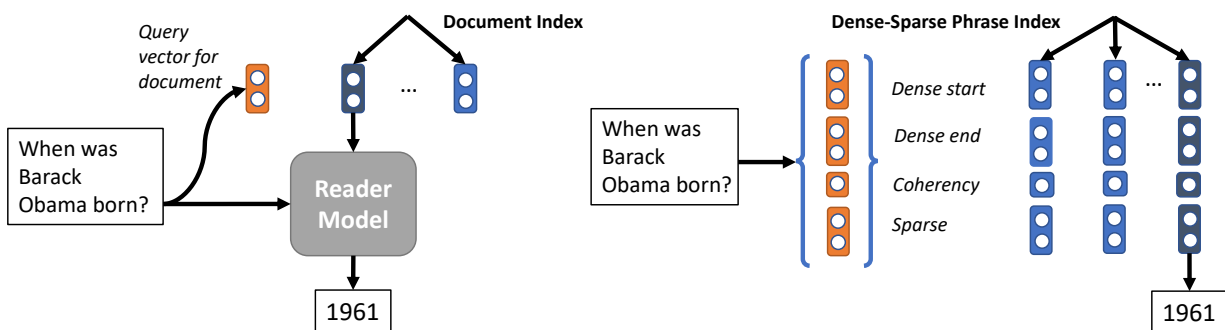 Document Index
Query
vector for
document
...
When was
Barack
Obama born?
Reader
Model
1961
Dense-Sparse Phrase Index
Dense start
...
Dense end
When was
Barack
Obama born?
Coherency
Sparse
1961